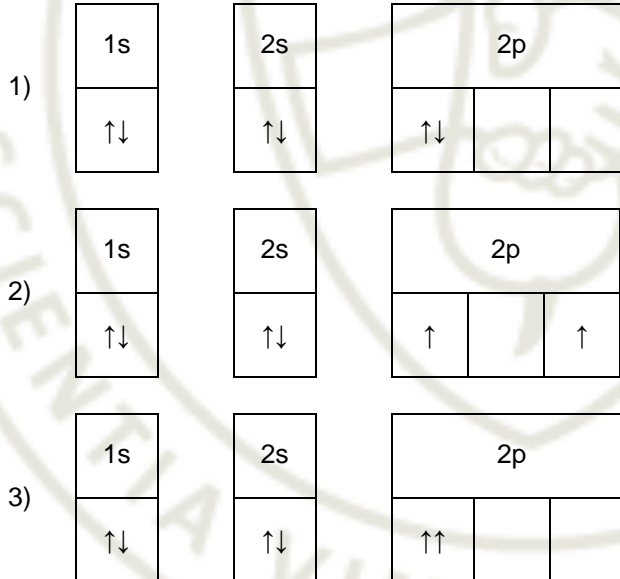 1s 2s 2p
1)
↑↓ ↑↓ ↑↓
1s 2s 2p
2)
↑↓ ↑↓ ↑ ↑
1s 2s 2p
3)
↑↓ ↑↓ ↑↑